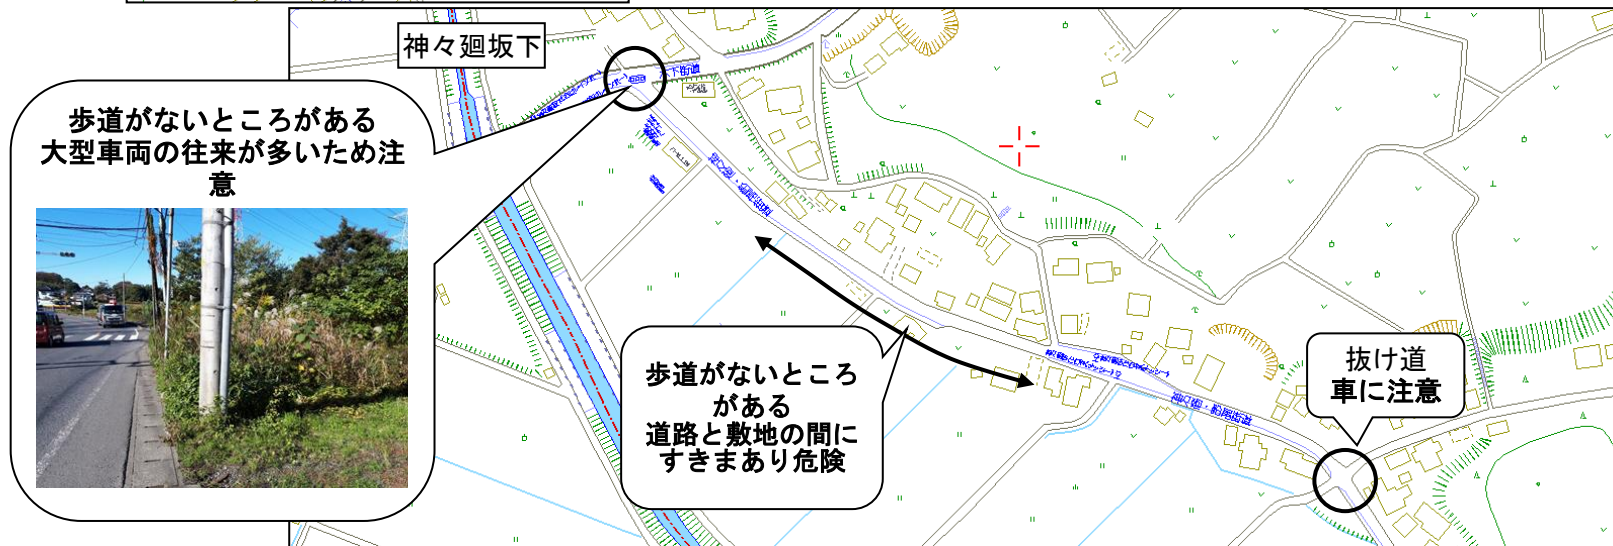 神々廻坂下
歩道がないところがある
大型車両の往来が多いため注
意
歩道がないところ
がある
道路と敷地の間に
すきまあり危険
抜け道
車に注意